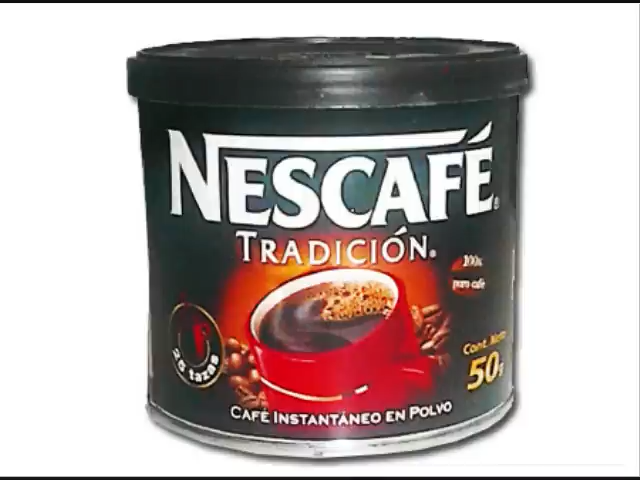 NESCAFÉ®
TRADICIÓN®
100%
puro café
25 tazas
Cont. Neto
50g
CAFÉ INSTANTÁNEO EN POLVO